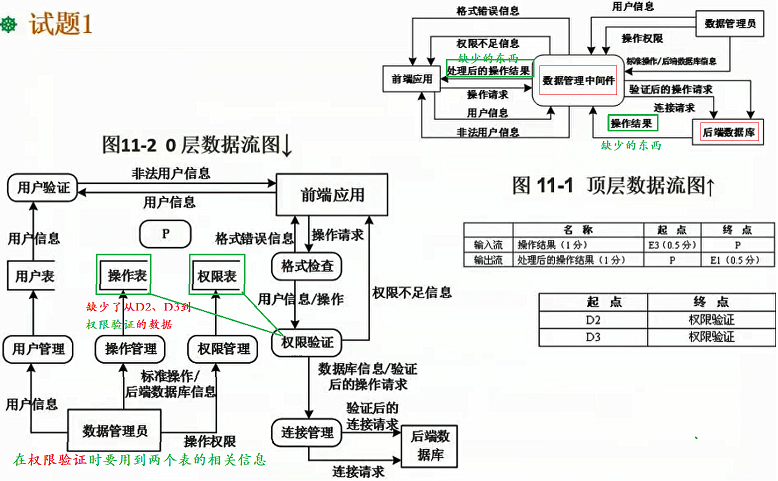 试题1
格式错误信息
用户信息
数据管理员
权限不足信息
操作权限
缺少的东西
处理后的操作结果
标准操作/后端数据库信息
前端应用
数据管理中间件
操作请求
验证后的操作请求
用户信息
连接请求
非法用户信息
操作结果
后端数据库
缺少的东西
图11-2 0 层数据流图↓
图 11-1 顶层数据流图↑
用户验证
非法用户信息
用户信息
前端应用
P
用户信息
格式错误信息
操作请求
用户表
操作表
权限表
格式检查
缺少了从D2、D3到
权限验证的数据
用户信息/操作
权限不足信息
用户管理
操作管理
权限管理
权限验证
标准操作/
后端数据库信息
数据库信息/验证
后的操作请求
用户信息
数据管理员
操作权限
连接管理
验证后的
连接请求
后端数
据库
连接请求
在权限验证时要用到两个表的相关信息
名 称 起 点 终 点
输入流 操作结果（1分） E3（0.5分） P
输出流 处理后的操作结果（1分） P E1（0.5分）
起 点 终 点
D2 权限验证
D3 权限验证